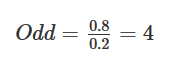 Odd = 0.8/0.2 = 4